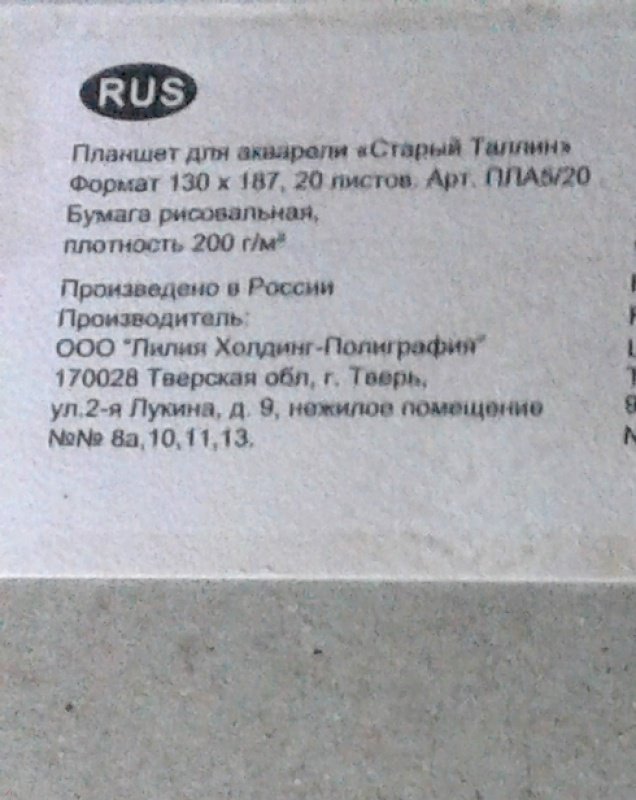 RUS
Планшет для акварели «Старый Таллин»
Формат 130 x 187, 20 листов. Арт. ПЛА5/20
Бумага рисовальная,
плотность 200 г/м²
Произведено в России
Производитель:
ООО "Лилия Холдинг-Полиграфия"
170028 Тверская обл, г. Тверь,
ул.2-я Лукина, д. 9, нежилое помещение
№№ 8а,10,11,13.